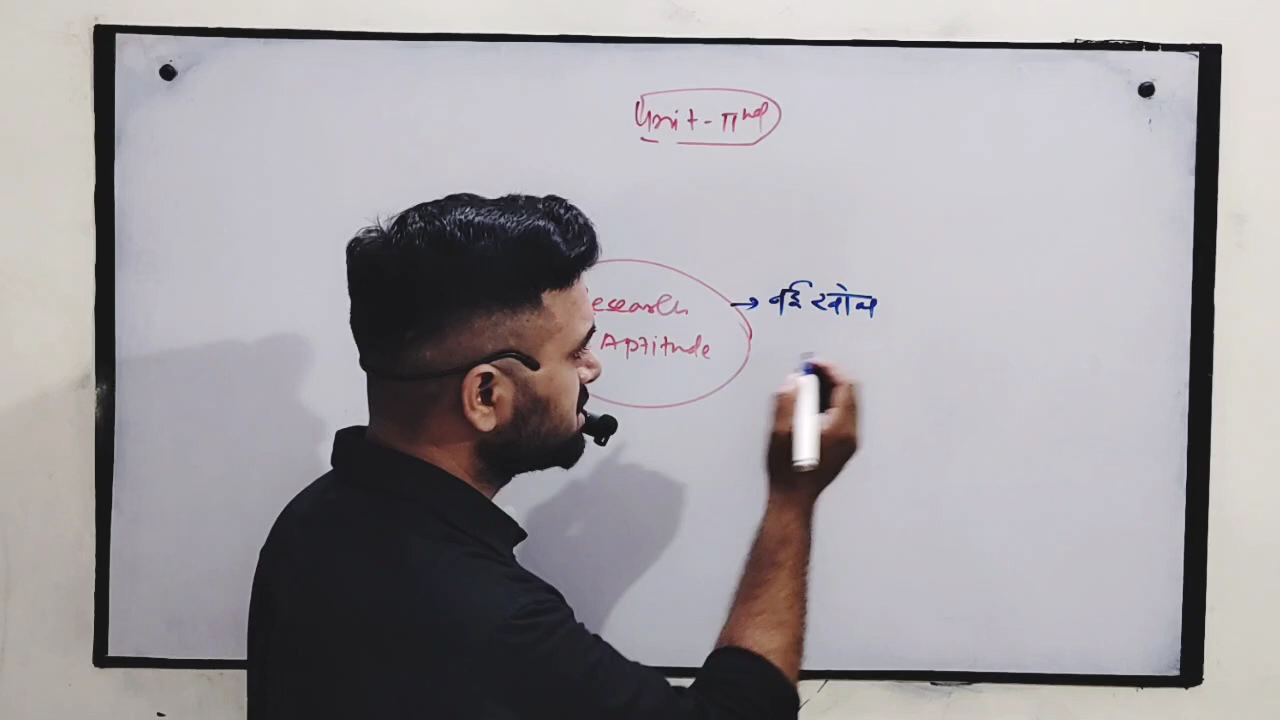 Unit-IInd
esearch
Aptitude
→ नई खोज